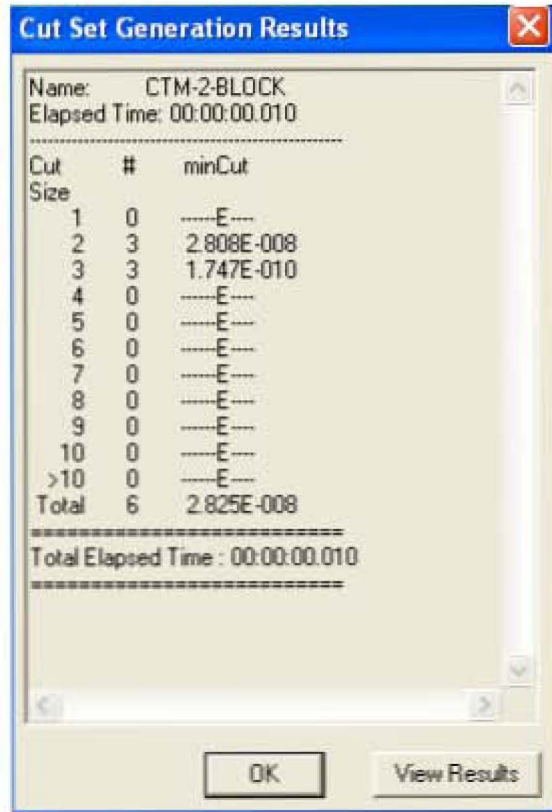 Cut Set Generation Results
Name: CTM-2-BLOCK
Elapsed Time: 00:00:00.010
--------------------------------------------------
Cut # minCut
Size
1 0 ------E----
2 3 2.808E-008
3 3 1.747E-010
4 0 ------E----
5 0 ------E----
6 0 ------E----
7 0 ------E----
8 0 ------E----
9 0 ------E----
10 0 ------E----
>10 0 ------E----
Total 6 2.825E-008
===========================
Total Elapsed Time : 00:00:00.010
===========================
OK View Results